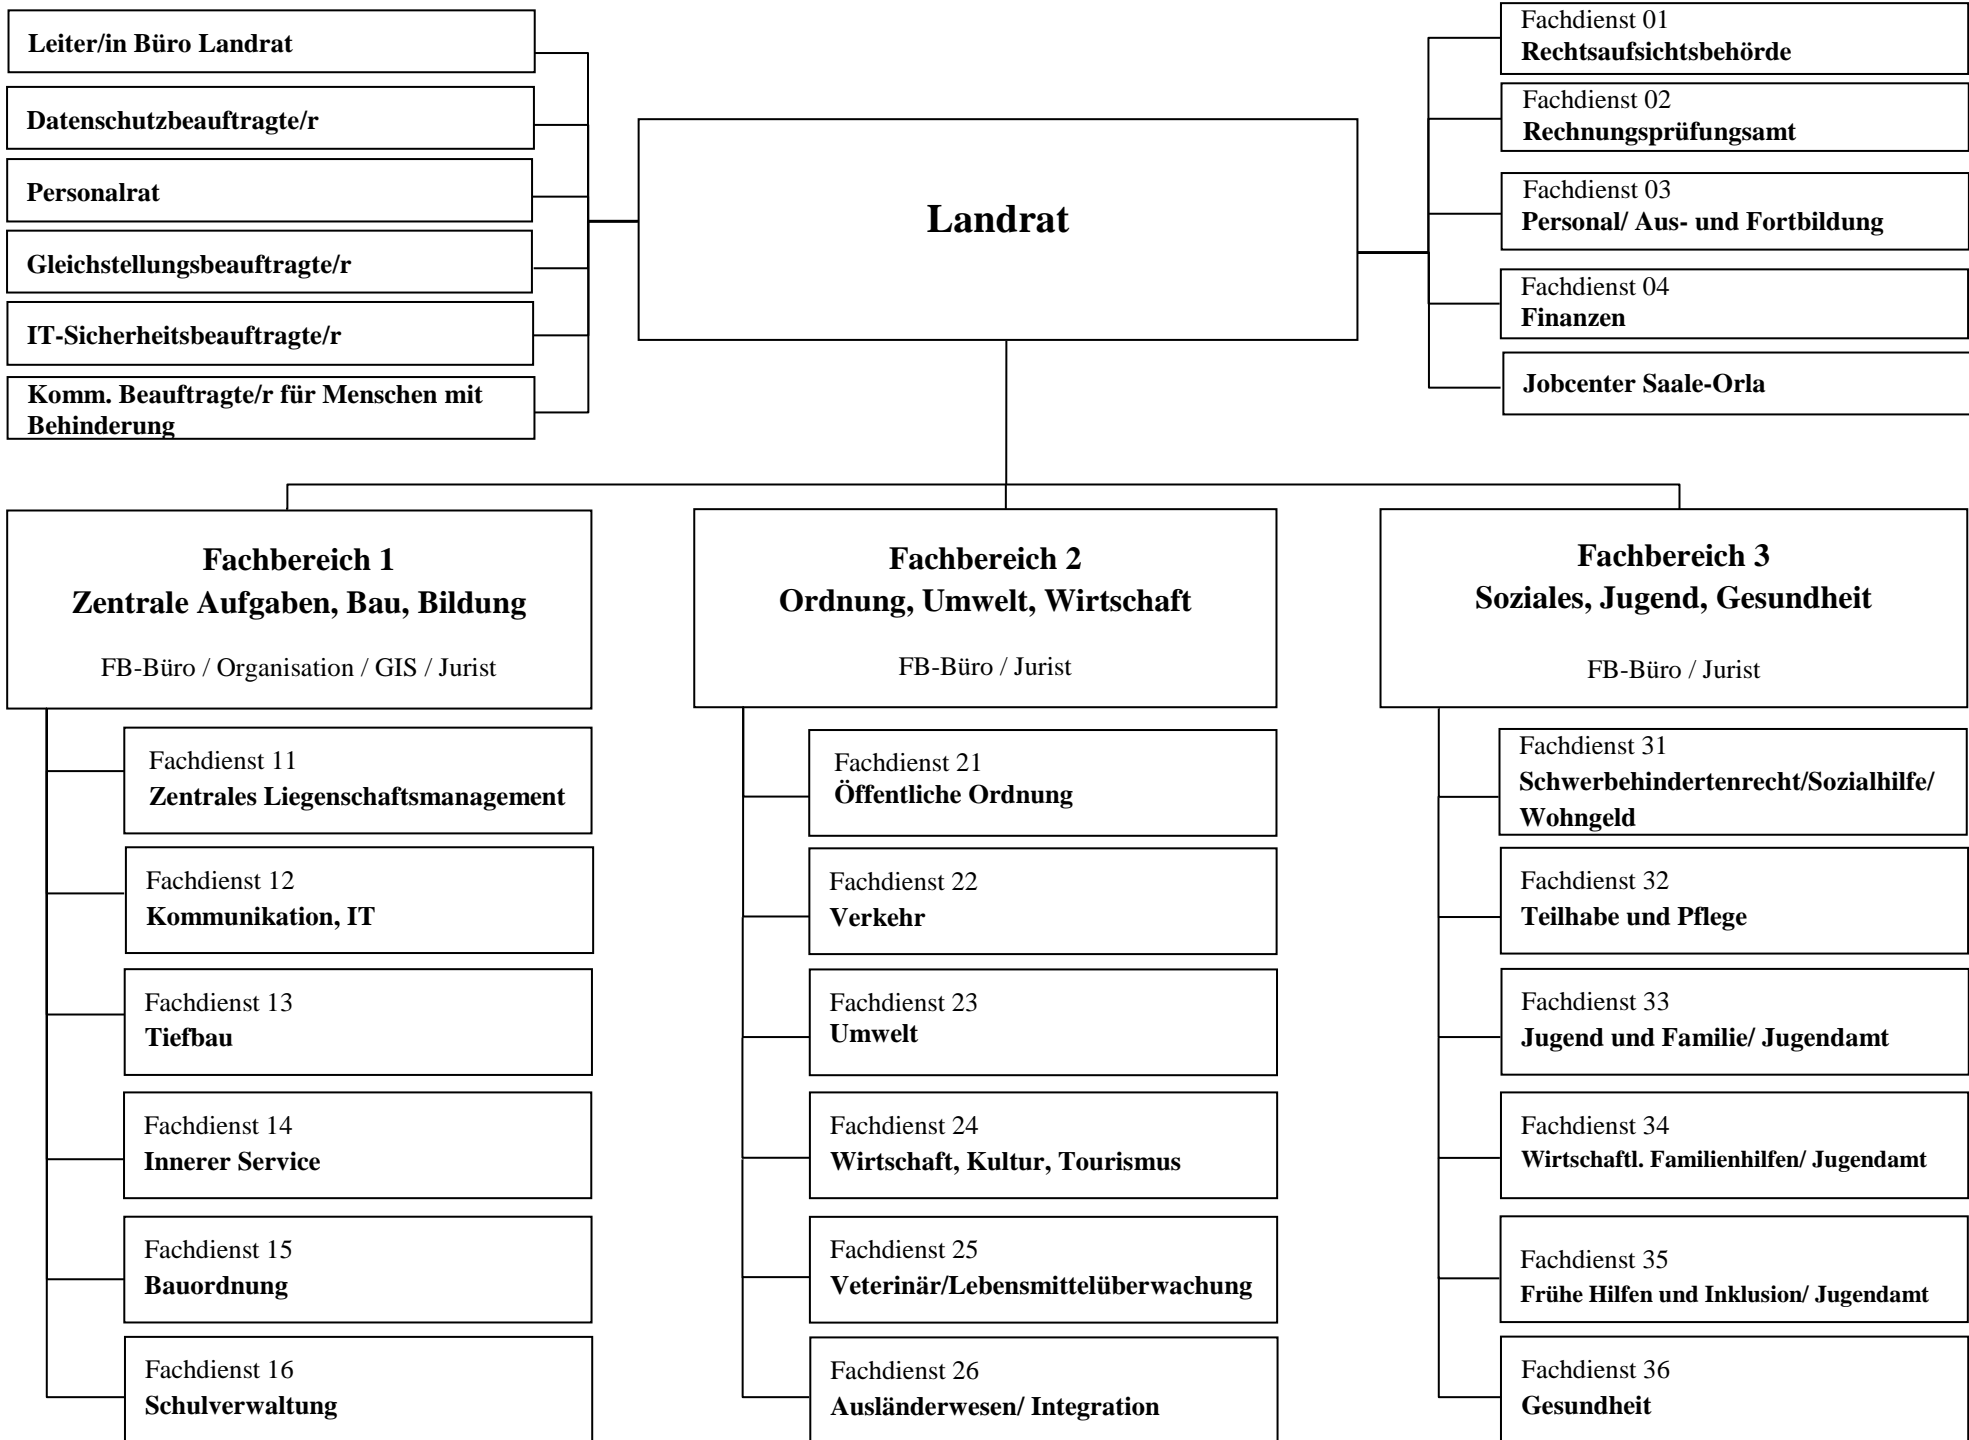 Leiter/in Büro Landrat
Datenschutzbeauftragte/r
Personalrat
Gleichstellungsbeauftragte/r
IT-Sicherheitsbeauftragte/r
Komm. Beauftragte/r für Menschen mit
Behinderung
Landrat
Fachdienst 01
Rechtsaufsichtsbehörde
Fachdienst 02
Rechnungsprüfungsamt
Fachdienst 03
Personal/ Aus- und Fortbildung
Fachdienst 04
Finanzen
Jobcenter Saale-Orla
Fachbereich 1
Zentrale Aufgaben, Bau, Bildung
FB-Büro / Organisation / GIS / Jurist
Fachdienst 11
Zentrales Liegenschaftsmanagement
Fachdienst 12
Kommunikation, IT
Fachdienst 13
Tiefbau
Fachdienst 14
Innerer Service
Fachdienst 15
Bauordnung
Fachdienst 16
Schulverwaltung
Fachbereich 2
Ordnung, Umwelt, Wirtschaft
FB-Büro / Jurist
Fachdienst 21
Öffentliche Ordnung
Fachdienst 22
Verkehr
Fachdienst 23
Umwelt
Fachdienst 24
Wirtschaft, Kultur, Tourismus
Fachdienst 25
Veterinär/Lebensmittelüberwachung
Fachdienst 26
Ausländerwesen/ Integration
Fachbereich 3
Soziales, Jugend, Gesundheit
FB-Büro / Jurist
Fachdienst 31
Schwerbehindertenrecht/Sozialhilfe/
Wohngeld
Fachdienst 32
Teilhabe und Pflege
Fachdienst 33
Jugend und Familie/ Jugendamt
Fachdienst 34
Wirtschaftl. Familienhilfen/ Jugendamt
Fachdienst 35
Frühe Hilfen und Inklusion/ Jugendamt
Fachdienst 36
Gesundheit